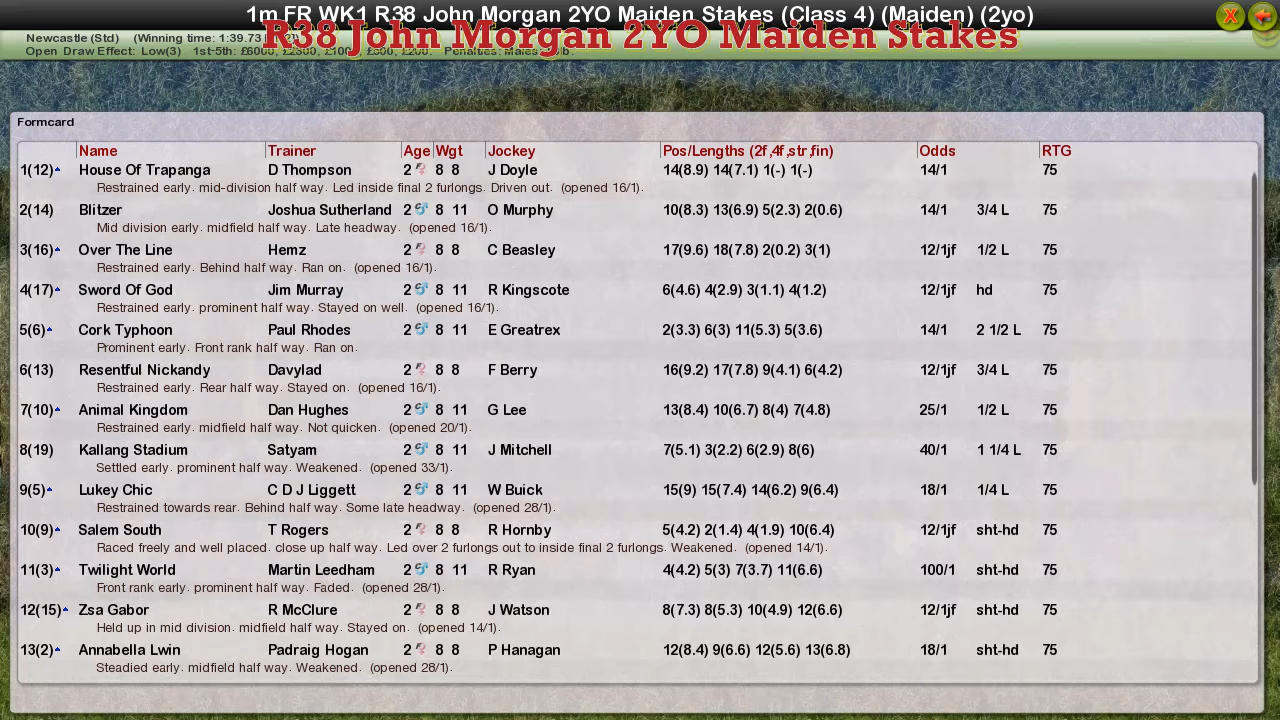 1m FR WK1 R38 John Morgan 2YO Maiden Stakes (Class 4) (Maiden) (2yo)
R38 John Morgan 2YO Maiden Stakes
Newcastle (Std) (Winning time: 1:39.73
Open Draw Effect: Low(3) 1st-5th: £6000, £2300, Penalties: Males
Formcard
Name Trainer Age Wgt Jockey Pos/Lengths (2f,4f,str,fin) Odds RTG
1(12) House Of Trapanga D Thompson 2 8 8 J Doyle 14(8.9) 14(7.1) 1(-) 1(-) 14/1 75
Restrained early. mid-division half way. Led inside final 2 furlongs. Driven out. (opened 16/1).
2(14) Blitzer Joshua Sutherland 2 8 11 O Murphy 10(8.3) 13(6.9) 5(2.3) 2(0.6) 14/1 3/4 L 75
Mid division early. midfield half way. Late headway. (opened 16/1).
3(16) Over The Line Hemz 2 8 8 C Beasley 17(9.6) 18(7.8) 2(0.2) 3(1) 12/1jf 1/2 L 75
Restrained early. Behind half way. Ran on. (opened 16/1).
4(17) Sword Of God Jim Murray 2 8 11 R Kingscote 6(4.6) 4(2.9) 3(1.1) 4(1.2) 12/1jf hd 75
Restrained early. prominent half way. Stayed on well. (opened 16/1).
5(6) Cork Typhoon Paul Rhodes 2 8 11 E Greatrex 2(3.3) 6(3) 11(5.3) 5(3.6) 14/1 2 1/2 L 75
Prominent early. Front rank half way. Ran on.
6(13) Resentful Nickandy Davylad 2 8 8 F Berry 16(9.2) 17(7.8) 9(4.1) 6(4.2) 12/1jf 3/4 L 75
Restrained early. Rear half way. Stayed on. (opened 16/1).
7(10) Animal Kingdom Dan Hughes 2 8 11 G Lee 13(8.4) 10(6.7) 8(4) 7(4.8) 25/1 1/2 L 75
Restrained early. midfield half way. Not quicken. (opened 20/1).
8(19) Kallang Stadium Satyam 2 8 11 J Mitchell 7(5.1) 3(2.2) 6(2.9) 8(6) 40/1 1 1/4 L 75
Settled early. prominent half way. Weakened. (opened 33/1).
9(5) Lukey Chic C D J Liggett 2 8 11 W Buick 15(9) 15(7.4) 14(6.2) 9(6.4) 18/1 1/4 L 75
Restrained towards rear. Behind half way. Some late headway. (opened 28/1).
10(9) Salem South T Rogers 2 8 8 R Hornby 5(4.2) 2(1.4) 4(1.9) 10(6.4) 12/1jf sht-hd 75
Raced freely and well placed. close up half way. Led over 2 furlongs out to inside final 2 furlongs. Weakened. (opened 14/1).
11(3) Twilight World Martin Leedham 2 8 11 R Ryan 4(4.2) 5(3) 7(3.7) 11(6.6) 100/1 sht-hd 75
Front rank early. prominent half way. Faded. (opened 28/1).
12(15) Zsa Gabor R McClure 2 8 8 J Watson 8(7.3) 8(5.3) 10(4.9) 12(6.6) 12/1jf sht-hd 75
Held up in mid division. midfield half way. Stayed on. (opened 14/1).
13(2) Annabella Lwin Padraig Hogan 2 8 8 P Hanagan 12(8.4) 9(6.6) 12(5.6) 13(6.8) 18/1 sht-hd 75
Steadied early. midfield half way. Weakened. (opened 28/1).